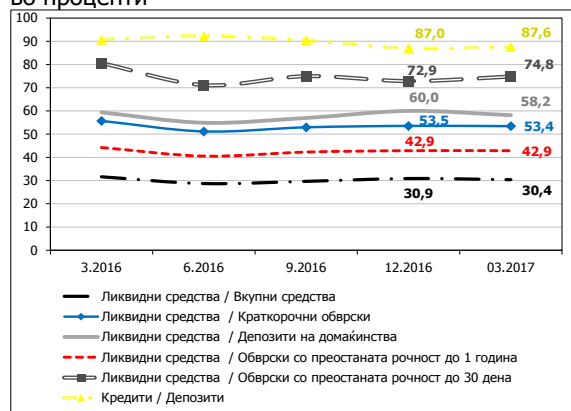 во проценти
100
90
80
70
60
50
40
30
20
10
0
87,0
87,6
72,9
74,8
60,0
58,2
53,5
53,4
42,9
42,9
30,9
30,4
3.2016 6.2016 9.2016 12.2016 03.2017
Ликвидни средства / Вкупни средства
Ликвидни средства / Краткорочни обврски
Ликвидни средства / Депозити на домаќинства
Ликвидни средства / Обврски со преостаната рочност до 1 година
Ликвидни средства / Обврски со преостаната рочност до 30 дена
Кредити / Депозити